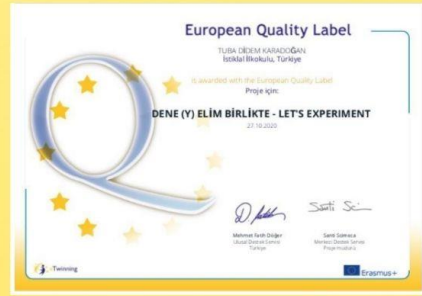 European Quality Label
TUBA DİDEM KARADOĞAN
İstiklal İlkokulu, Türkiye
is awarded with the European Quality Label
Proje için:
DENE (Y) ELİM BİRLİKTE - LET'S EXPERIMENT
27.10.2020
Mehmet Fatih Döğer
Ulusal Destek Servisi
Türkiye
Santi Scimeca
Merkezi Destek Servisi
Proje müdürü
eTwinning
Erasmus+